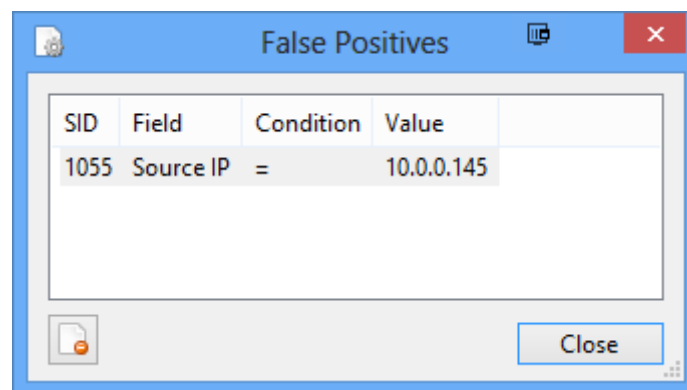 False Positives
SID Field Condition Value
1055 Source IP = 10.0.0.145
Close